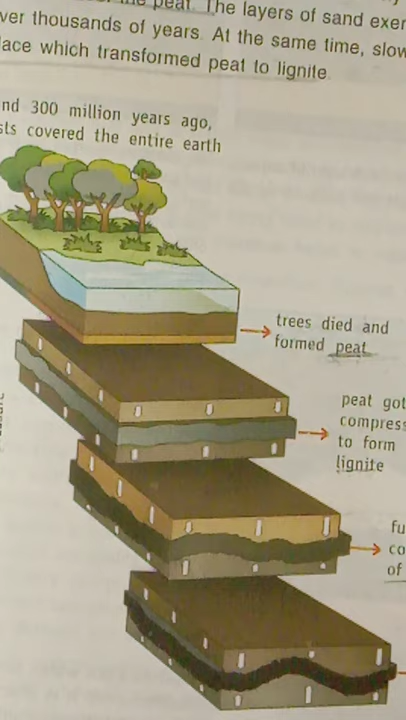 the peat. The layers of sand exer
ver thousands of years. At the same time, slow
lace which transformed peat to lignite.
nd 300 million years ago,
sts covered the entire earth
trees died and
formed peat
peat got
compress
to form
lignite
fu
co
of